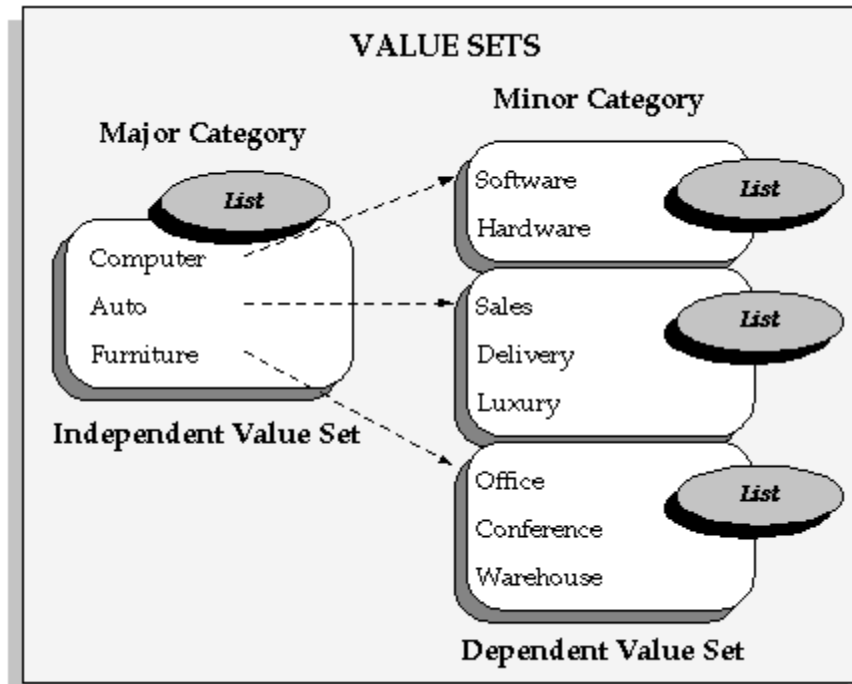 VALUE SETS
Major Category
List
Computer
Auto
Furniture
Independent Value Set
Minor Category
Software
Hardware
List
Sales
Delivery
Luxury
List
Office
Conference
Warehouse
List
Dependent Value Set